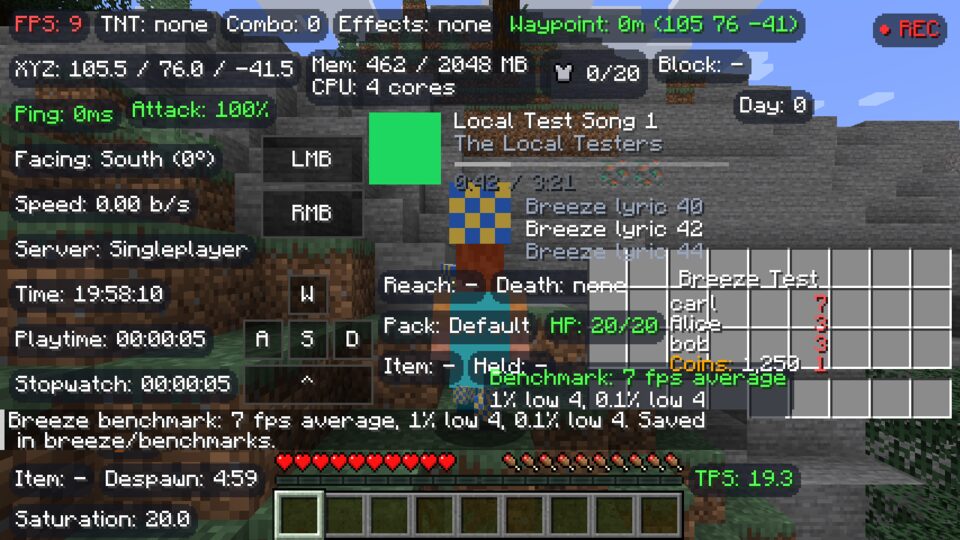 FPS: 9 TNT: none Combo: 0 Effects: none Waypoint: 0m (105 76 -41) • REC
XYZ: 105.5 / 76.0 / -41.5 Mem: 462 / 2048 MB 0/20 Block: -
CPU: 4 cores
Ping: 0ms Attack: 100% Day: 0
Local Test Song 1
The Local Testers
Facing: South (0°) LMB
0:42 / 3:21
Speed: 0.00 b/s RMB
Breeze lyric 40
Breeze lyric 42
Breeze lyric 44
Server: Singleplayer
Breeze Test
Time: 19:58:10 W Reach: - Death: none
carl 7
Alice 3
bob 3
Coins: 1,250 1
Playtime: 00:00:05 A S D Pack: Default HP: 20/20
Item: - Held: -
Stopwatch: 00:00:05 ^
Benchmark: 7 fps average
1% low 4, 0.1% low 4
Breeze benchmark: 7 fps average, 1% low 4, 0.1% low 4. Saved
in breeze/benchmarks.
Item: - Despawn: 4:59 TPS: 19.3
Saturation: 20.0